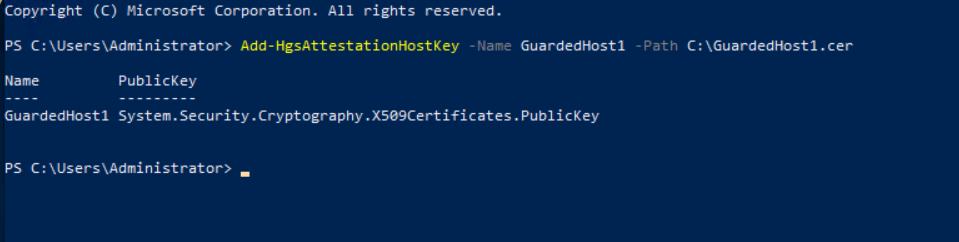 Copyright (C) Microsoft Corporation. All rights reserved.
PS C:\Users\Administrator> Add-HgsAttestationHostKey -Name GuardedHost1 -Path C:\GuardedHost1.cer
Name         PublicKey
----         ---------
GuardedHost1 System.Security.Cryptography.X509Certificates.PublicKey
PS C:\Users\Administrator>